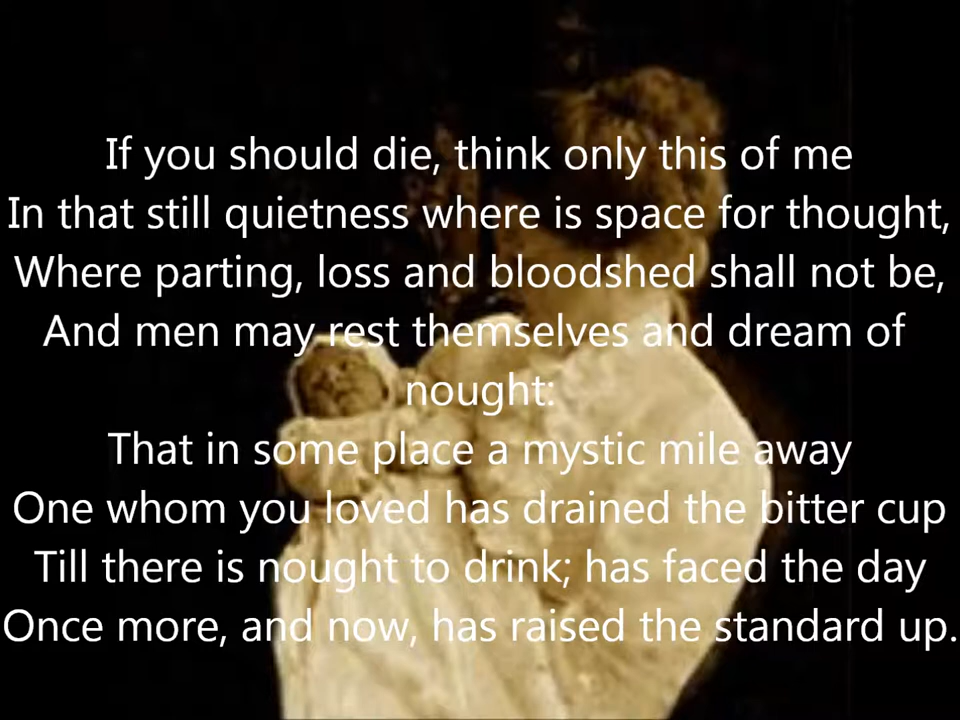 If you should die, think only this of me
In that still quietness where is space for thought,
Where parting, loss and bloodshed shall not be,
And men may rest themselves and dream of
nought:
That in some place a mystic mile away
One whom you loved has drained the bitter cup
Till there is nought to drink; has faced the day
Once more, and now, has raised the standard up.